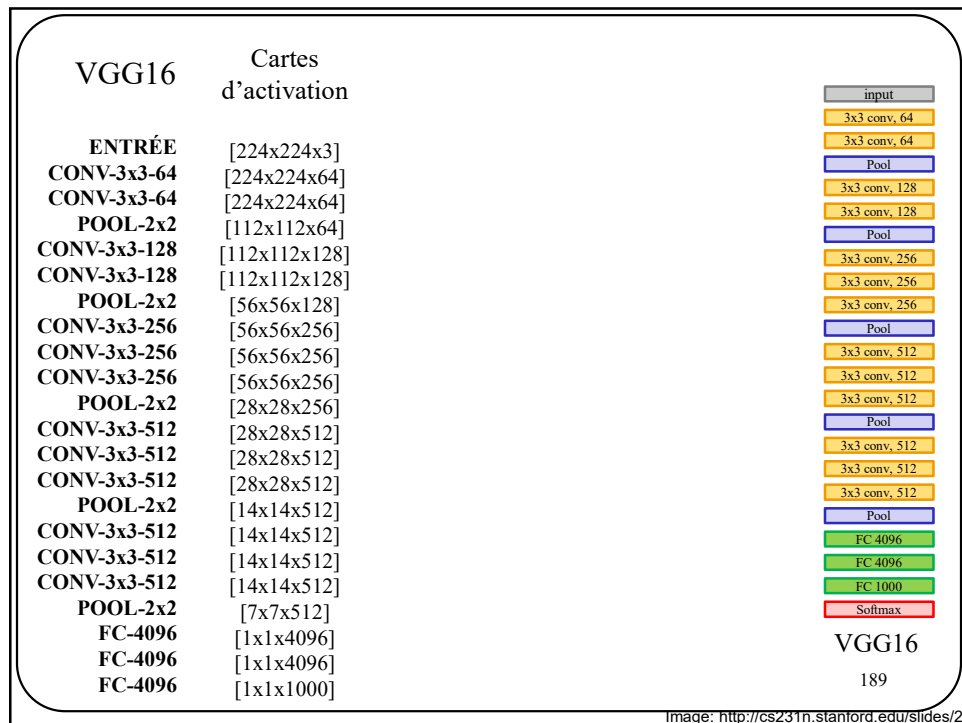 VGG16
Cartes
d'activation
ENTRÉE [224x224x3]
CONV-3x3-64 [224x224x64]
CONV-3x3-64 [224x224x64]
POOL-2x2 [112x112x64]
CONV-3x3-128 [112x112x128]
CONV-3x3-128 [112x112x128]
POOL-2x2 [56x56x128]
CONV-3x3-256 [56x56x256]
CONV-3x3-256 [56x56x256]
CONV-3x3-256 [56x56x256]
POOL-2x2 [28x28x256]
CONV-3x3-512 [28x28x512]
CONV-3x3-512 [28x28x512]
CONV-3x3-512 [28x28x512]
POOL-2x2 [14x14x512]
CONV-3x3-512 [14x14x512]
CONV-3x3-512 [14x14x512]
CONV-3x3-512 [14x14x512]
POOL-2x2 [7x7x512]
FC-4096 [1x1x4096]
FC-4096 [1x1x4096]
FC-4096 [1x1x1000]
input
3x3 conv, 64
3x3 conv, 64
Pool
3x3 conv, 128
3x3 conv, 128
Pool
3x3 conv, 256
3x3 conv, 256
3x3 conv, 256
Pool
3x3 conv, 512
3x3 conv, 512
3x3 conv, 512
Pool
3x3 conv, 512
3x3 conv, 512
3x3 conv, 512
Pool
FC 4096
FC 4096
FC 1000
Softmax
VGG16
189
Image: http://cs231n.stanford.edu/slides/2